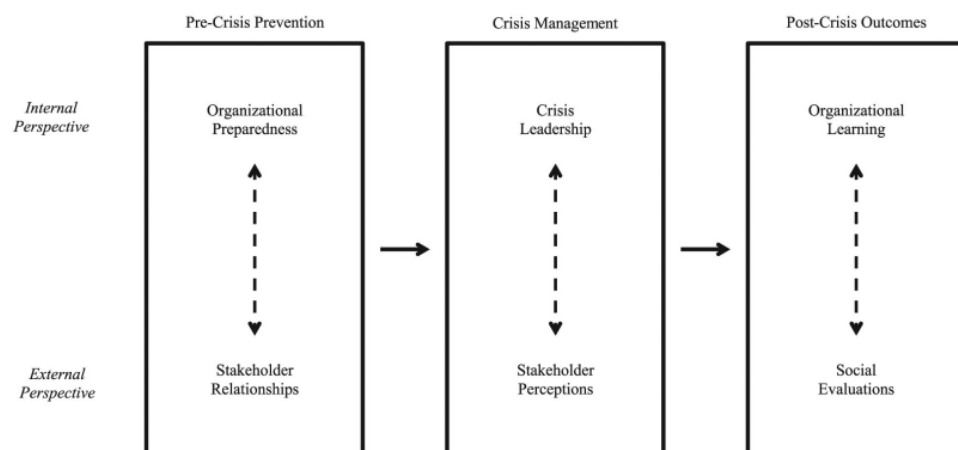 Pre-Crisis Prevention
Crisis Management
Post-Crisis Outcomes
Internal
Perspective
Organizational
Preparedness
Crisis
Leadership
Organizational
Learning
External
Perspective
Stakeholder
Relationships
Stakeholder
Perceptions
Social
Evaluations